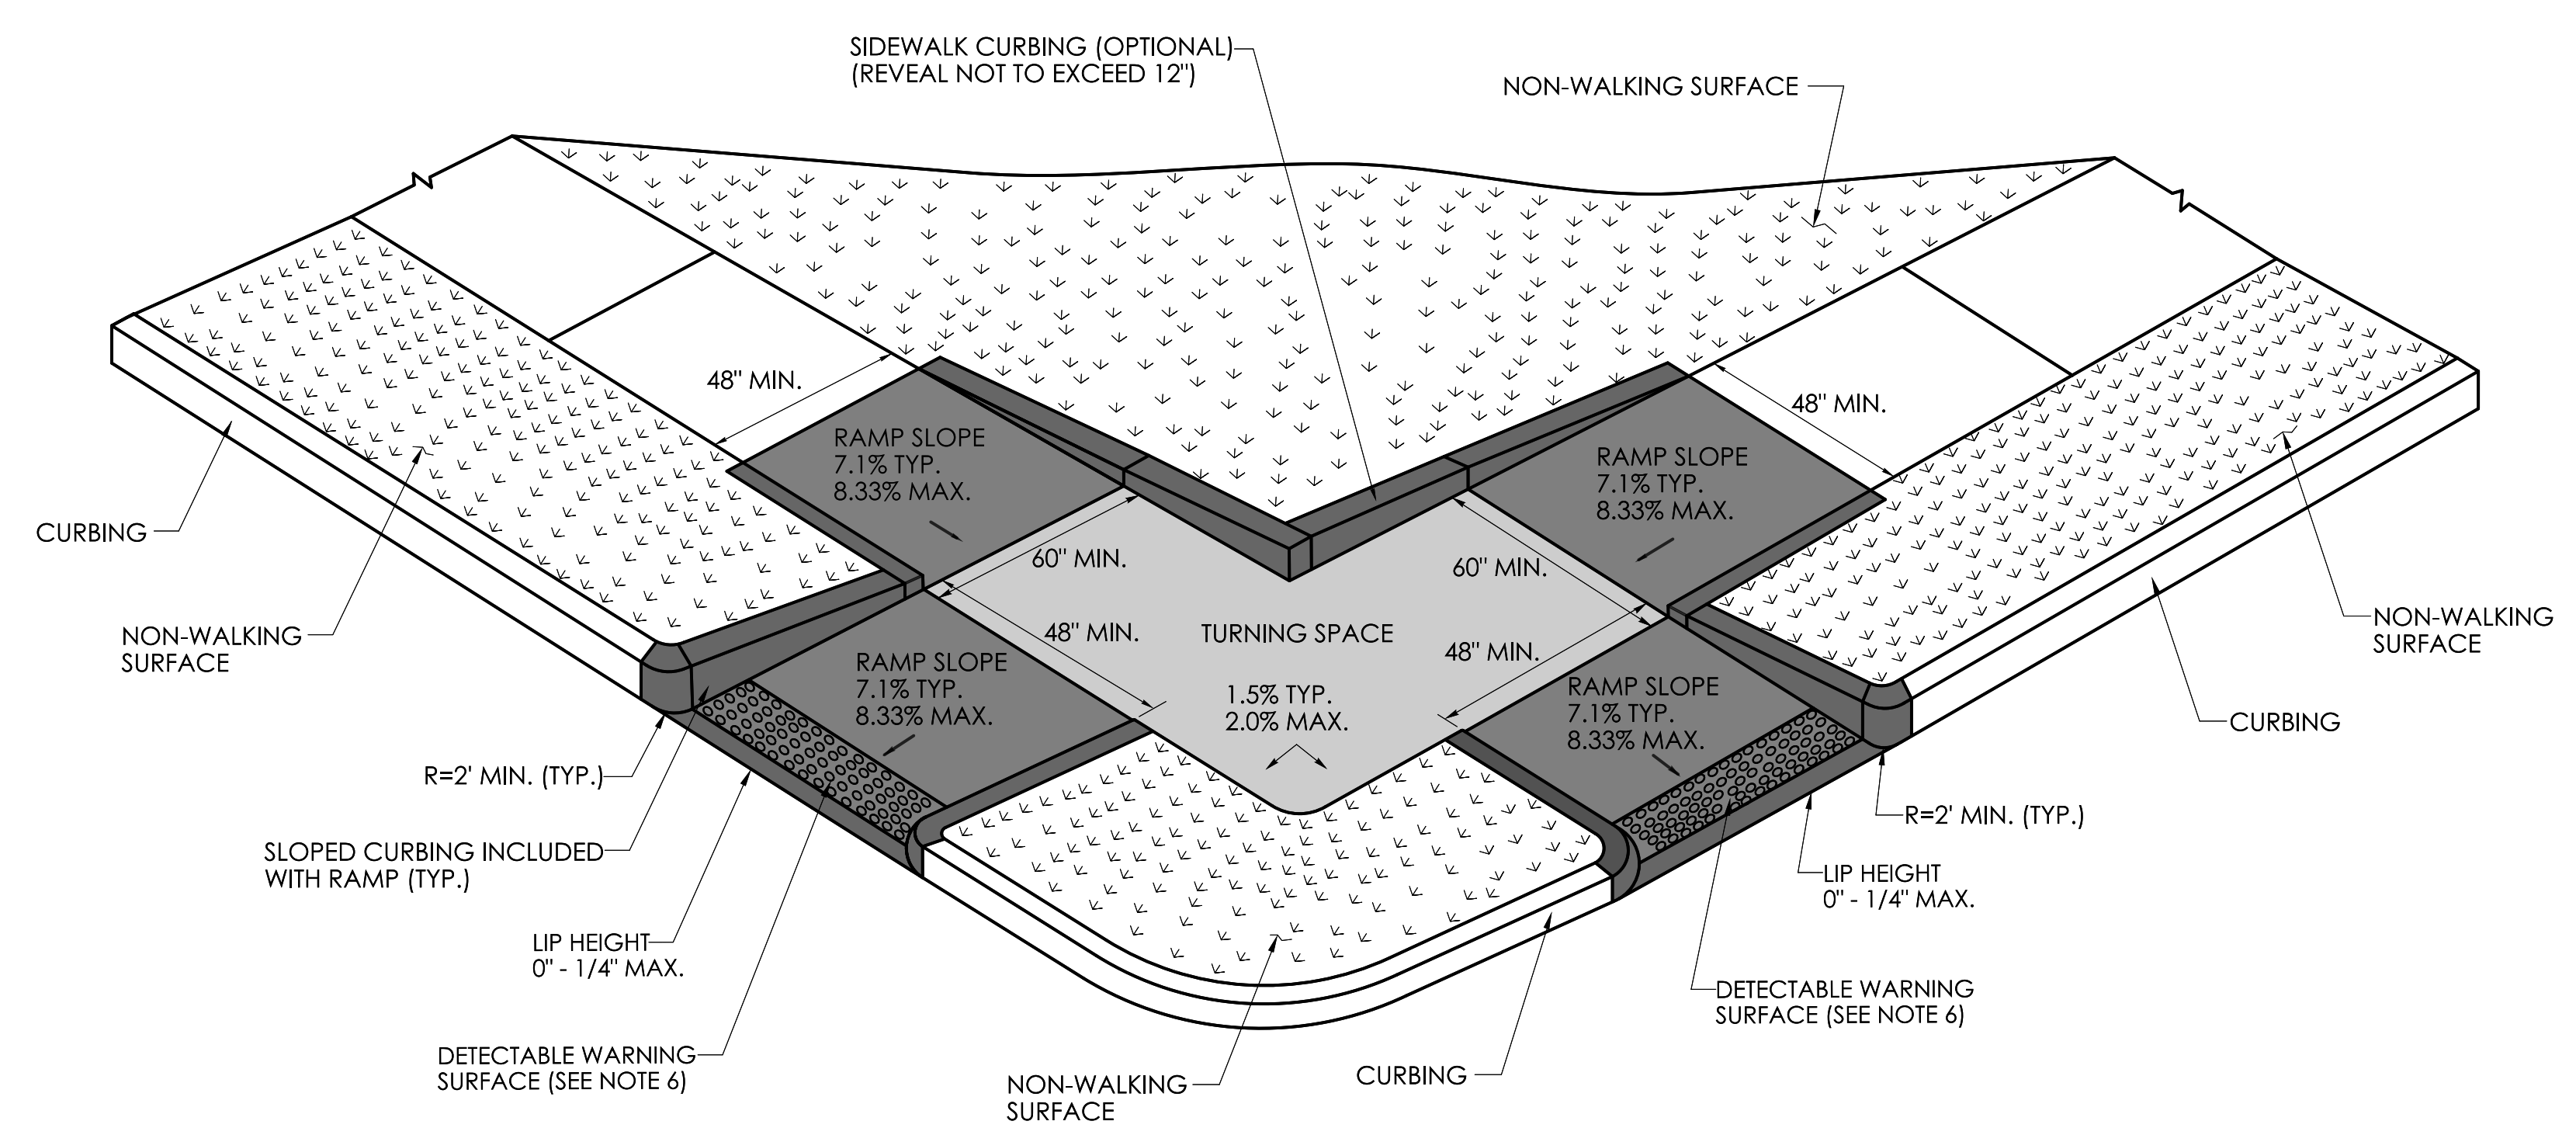 SIDEWALK CURBING (OPTIONAL)
(REVEAL NOT TO EXCEED 12")
NON-WALKING SURFACE
48" MIN.
48" MIN.
RAMP SLOPE
7.1% TYP.
8.33% MAX.
RAMP SLOPE
7.1% TYP.
8.33% MAX.
CURBING
60" MIN.
60" MIN.
NON-WALKING
SURFACE
48" MIN.
TURNING SPACE
48" MIN.
NON-WALKING
SURFACE
RAMP SLOPE
7.1% TYP.
8.33% MAX.
1.5% TYP.
2.0% MAX.
RAMP SLOPE
7.1% TYP.
8.33% MAX.
CURBING
R=2' MIN. (TYP.)
R=2' MIN. (TYP.)
SLOPED CURBING INCLUDED
WITH RAMP (TYP.)
LIP HEIGHT
0" - 1/4" MAX.
LIP HEIGHT
0" - 1/4" MAX.
DETECTABLE WARNING
SURFACE (SEE NOTE 6)
DETECTABLE WARNING
SURFACE (SEE NOTE 6)
NON-WALKING
SURFACE
CURBING